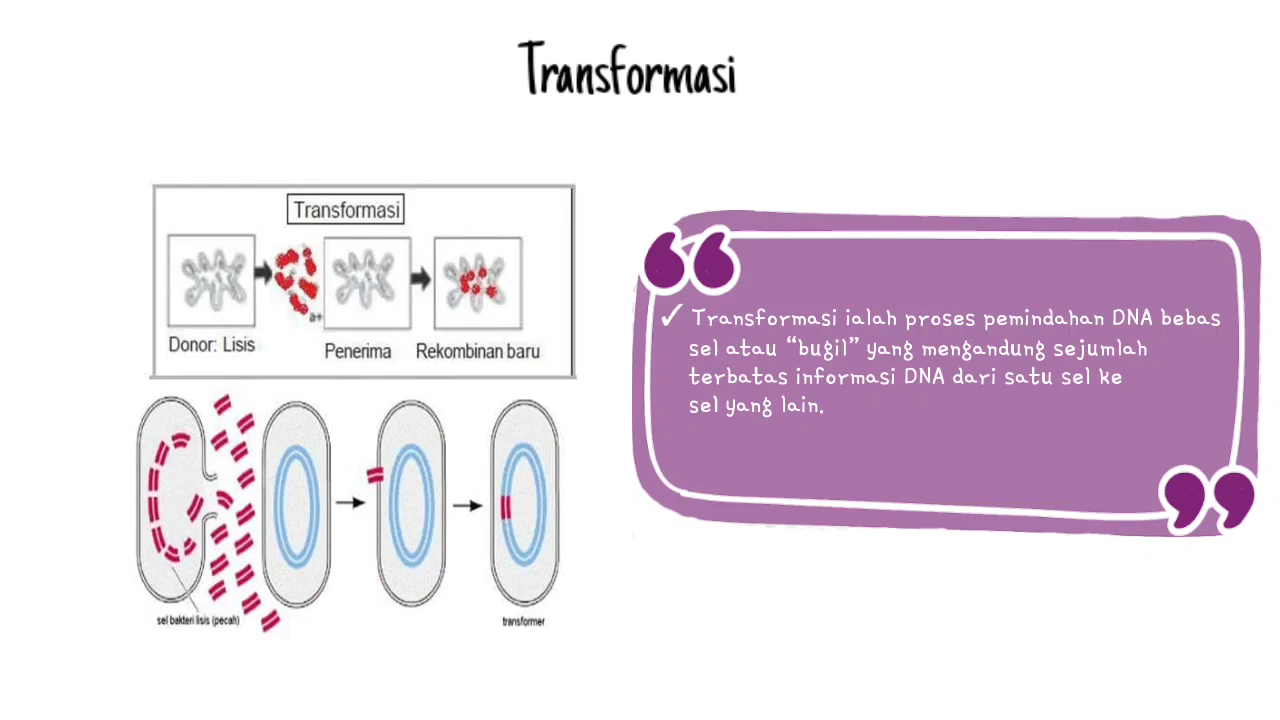 Transformasi
Transformasi
a+
Donor: Lisis
Penerima
Rekombinan baru
sel bakteri lisis (pecah)
transformer
✓ Transformasi ialah proses pemindahan DNA bebas
sel atau “bugil” yang mengandung sejumlah
terbatas informasi DNA dari satu sel ke
sel yang lain.